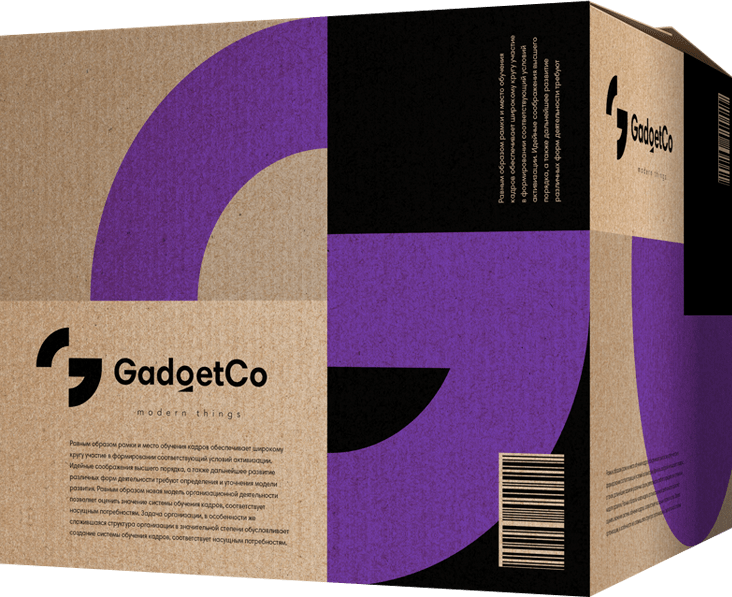 Равным образом рамки и место обучения
кадров обеспечивает широкому кругу участие
в формировании соответствующий условий
активизации. Идейные соображения высшего
порядка, а также дальнейшее развитие
различных форм деятельности требуют
GadgetCo
modern things
GadgetCo
modern things
Равным образом рамки и место обучения кадров обеспечивает широкому
кругу участие в формировании соответствующий условий активизации.
Идейные соображения высшего порядка, а также дальнейшее развитие
различных форм деятельности требуют определения и уточнения модели
развития. Равным образом новая модель организационной деятельности
позволяет оценить значение системы обучения кадров, соответствует
насущным потребностям. Задача организации, в особенности же
сложившаяся структура организации в значительной степени обуславливает
создание системы обучения кадров, соответствует насущным потребностям.